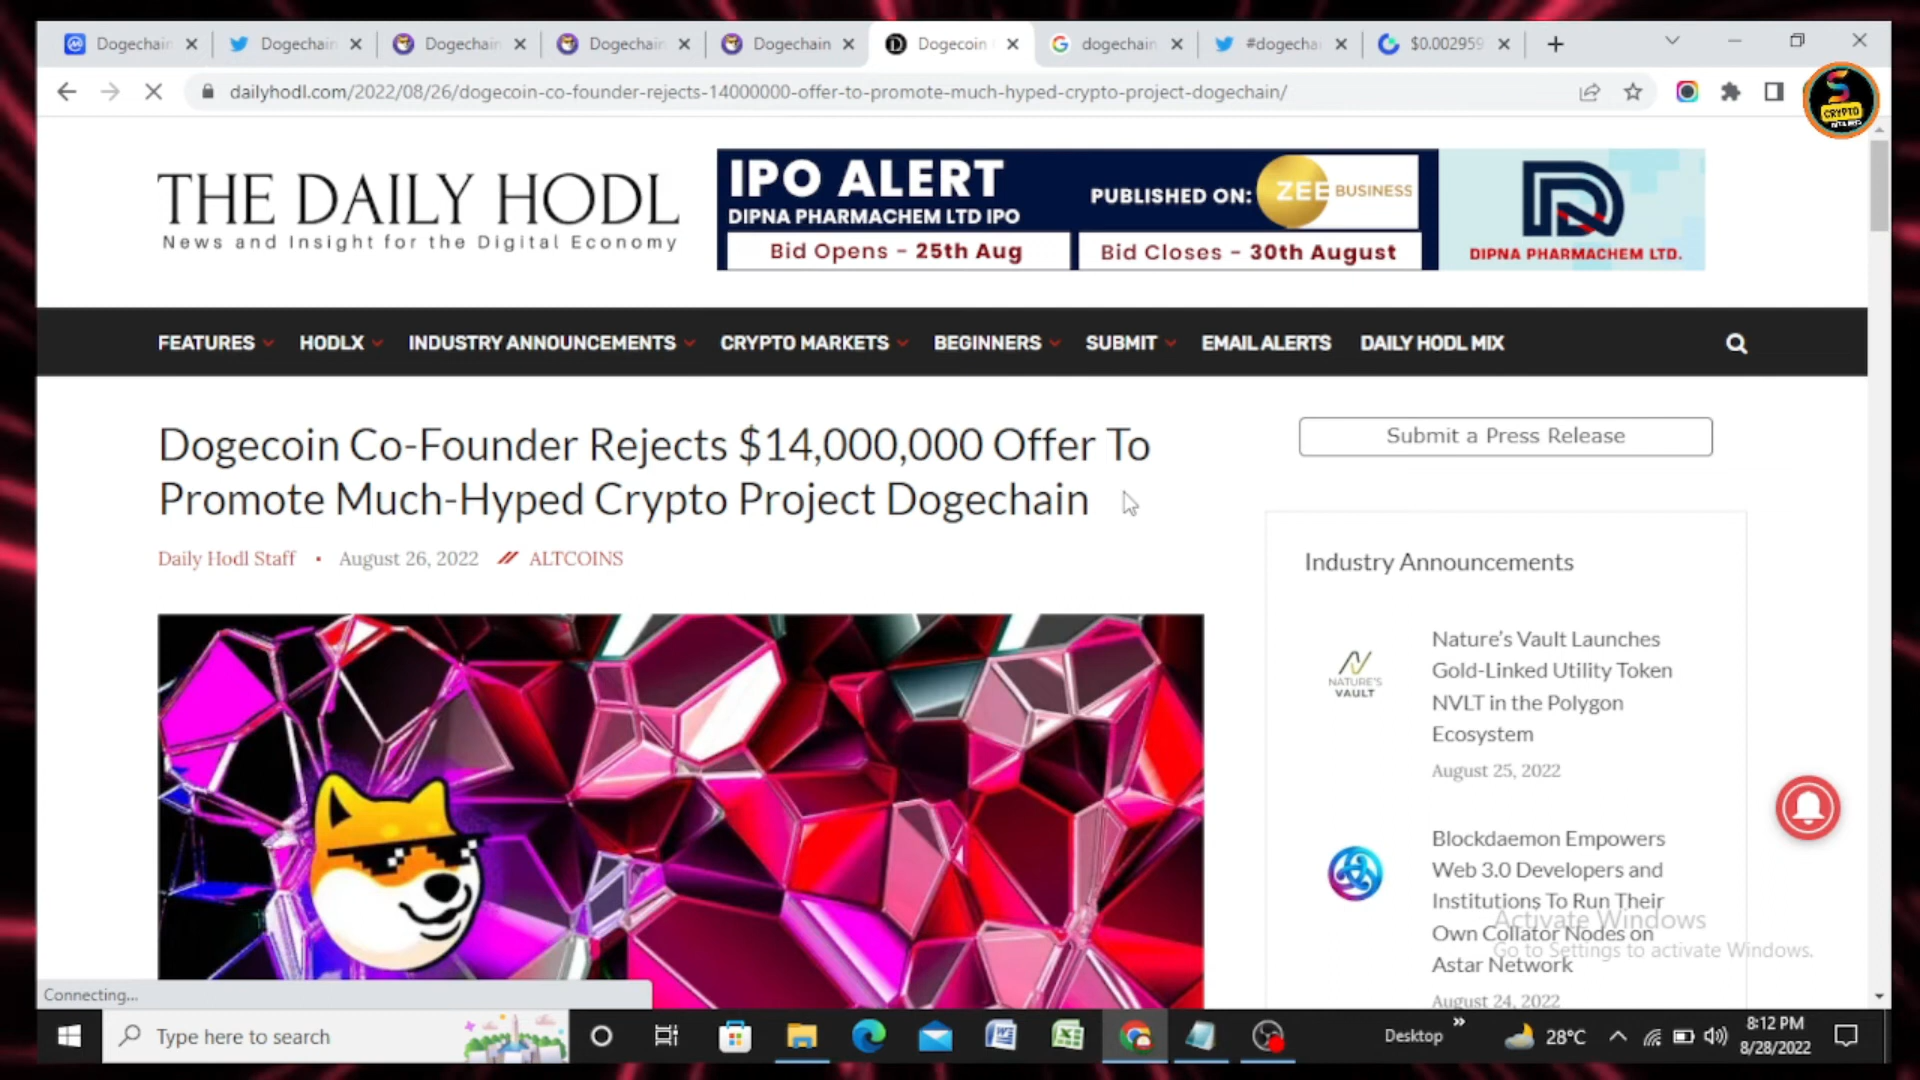 Dogechain
Dogechain
Dogechain
Dogechain
Dogechain
Dogecoin
dogechain
#dogecha
$0.002959
dailyhodl.com/2022/08/26/dogecoin-co-founder-rejects-14000000-offer-to-promote-much-hyped-crypto-project-dogechain/
CRYPTO
THE DAILY HODL
News and Insight for the Digital Economy
IPO ALERT
DIPNA PHARMACHEM LTD IPO
PUBLISHED ON:
ZEE BUSINESS
Bid Opens - 25th Aug
Bid Closes - 30th August
DIPNA PHARMACHEM LTD.
FEATURES HODLX INDUSTRY ANNOUNCEMENTS CRYPTO MARKETS BEGINNERS SUBMIT EMAIL ALERTS DAILY HODL MIX
Dogecoin Co-Founder Rejects $14,000,000 Offer To
Promote Much-Hyped Crypto Project Dogechain
Daily Hodl Staff • August 26, 2022 // ALTCOINS
Submit a Press Release
Industry Announcements
NATURE'S
VAULT
Nature's Vault Launches
Gold-Linked Utility Token
NVLT in the Polygon
Ecosystem
August 25, 2022
Blockdaemon Empowers
Web 3.0 Developers and
Institutions To Run Their
Own Collator Nodes on
Astar Network
August 24, 2022
Activate Windows
Go to Settings to activate Windows.
Connecting...
Type here to search
Desktop
28°C
8:12 PM
8/28/2022